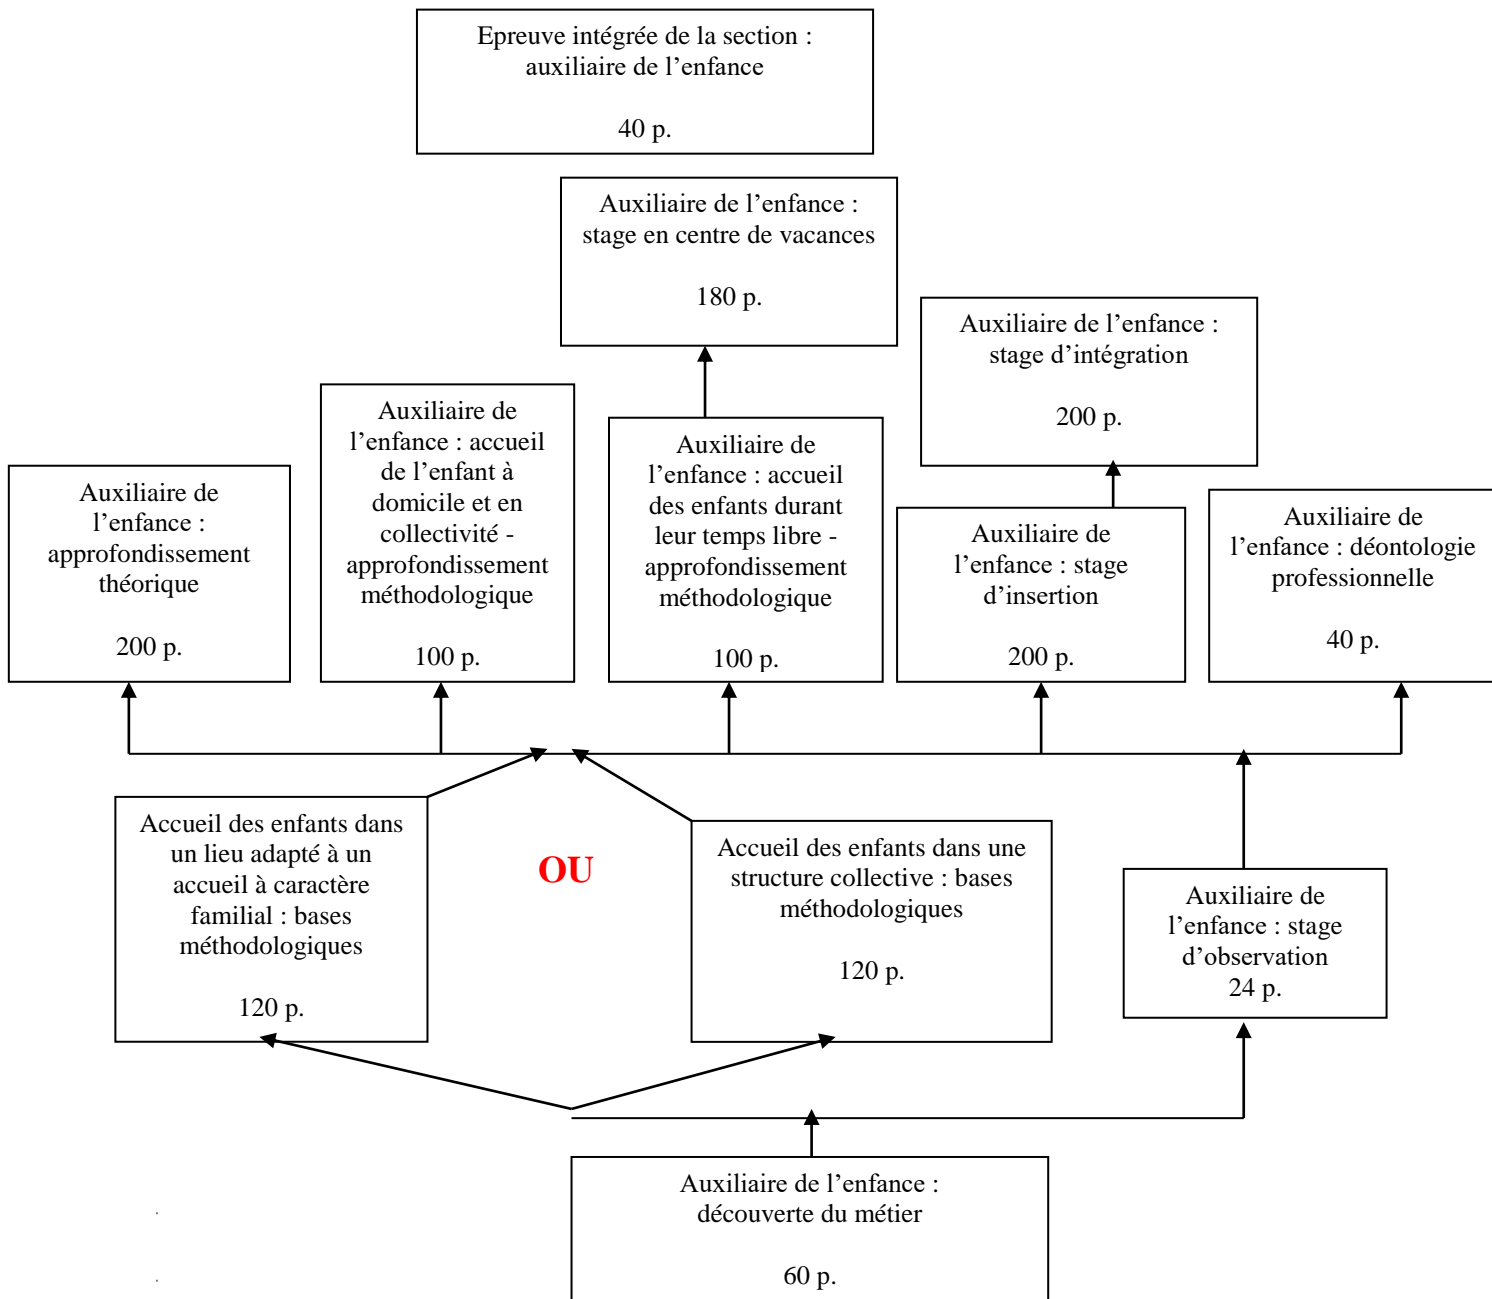 Epreuve intégrée de la section :
auxiliaire de l’enfance
40 p.
Auxiliaire de l’enfance :
stage en centre de vacances
180 p.
Auxiliaire de l’enfance :
stage d’intégration
200 p.
Auxiliaire de
l’enfance :
approfondissement
théorique
200 p.
Auxiliaire de
l’enfance : accueil
de l’enfant à
domicile et en
collectivité -
approfondissement
méthodologique
100 p.
Auxiliaire de
l’enfance : accueil
des enfants durant
leur temps libre -
approfondissement
méthodologique
100 p.
Auxiliaire de
l’enfance : stage
d’insertion
200 p.
Auxiliaire de
l’enfance : déontologie
professionnelle
40 p.
Accueil des enfants dans
un lieu adapté à un
accueil à caractère
familial : bases
méthodologiques
120 p.
OU
Accueil des enfants dans une
structure collective : bases
méthodologiques
120 p.
Auxiliaire de
l’enfance : stage
d’observation
24 p.
Auxiliaire de l’enfance :
découverte du métier
60 p.